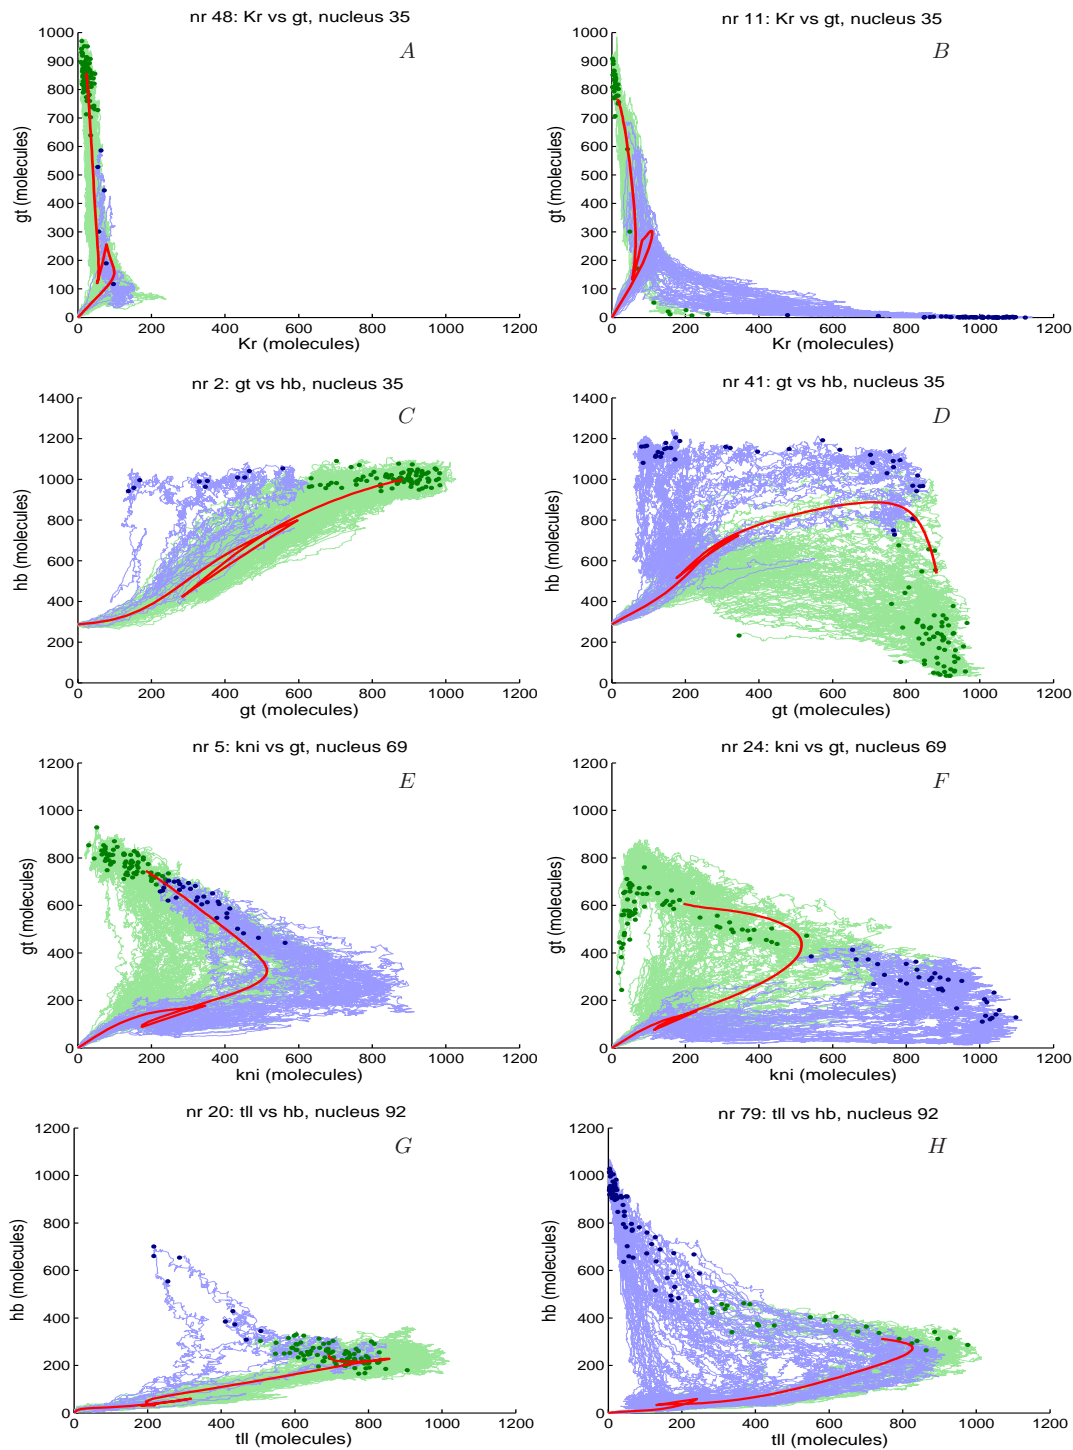 nr 48: Kr vs gt, nucleus 35
A
1000
900
800
700
600
500
400
300
200
100
0
gt (molecules)
0 200 400 600 800 1000 1200
Kr (molecules)
nr 11: Kr vs gt, nucleus 35
B
1000
900
800
700
600
500
400
300
200
100
0
gt (molecules)
0 200 400 600 800 1000 1200
Kr (molecules)
nr 2: gt vs hb, nucleus 35
C
1400
1200
1000
800
600
400
200
0
hb (molecules)
0 200 400 600 800 1000 1200
gt (molecules)
nr 41: gt vs hb, nucleus 35
D
1400
1200
1000
800
600
400
200
0
hb (molecules)
0 200 400 600 800 1000 1200
gt (molecules)
nr 5: kni vs gt, nucleus 69
E
1200
1000
800
600
400
200
0
gt (molecules)
0 200 400 600 800 1000 1200
kni (molecules)
nr 24: kni vs gt, nucleus 69
F
1200
1000
800
600
400
200
0
gt (molecules)
0 200 400 600 800 1000 1200
kni (molecules)
nr 20: tll vs hb, nucleus 92
G
1200
1000
800
600
400
200
0
hb (molecules)
0 200 400 600 800 1000 1200
tll (molecules)
nr 79: tll vs hb, nucleus 92
H
1200
1000
800
600
400
200
0
hb (molecules)
0 200 400 600 800 1000 1200
tll (molecules)